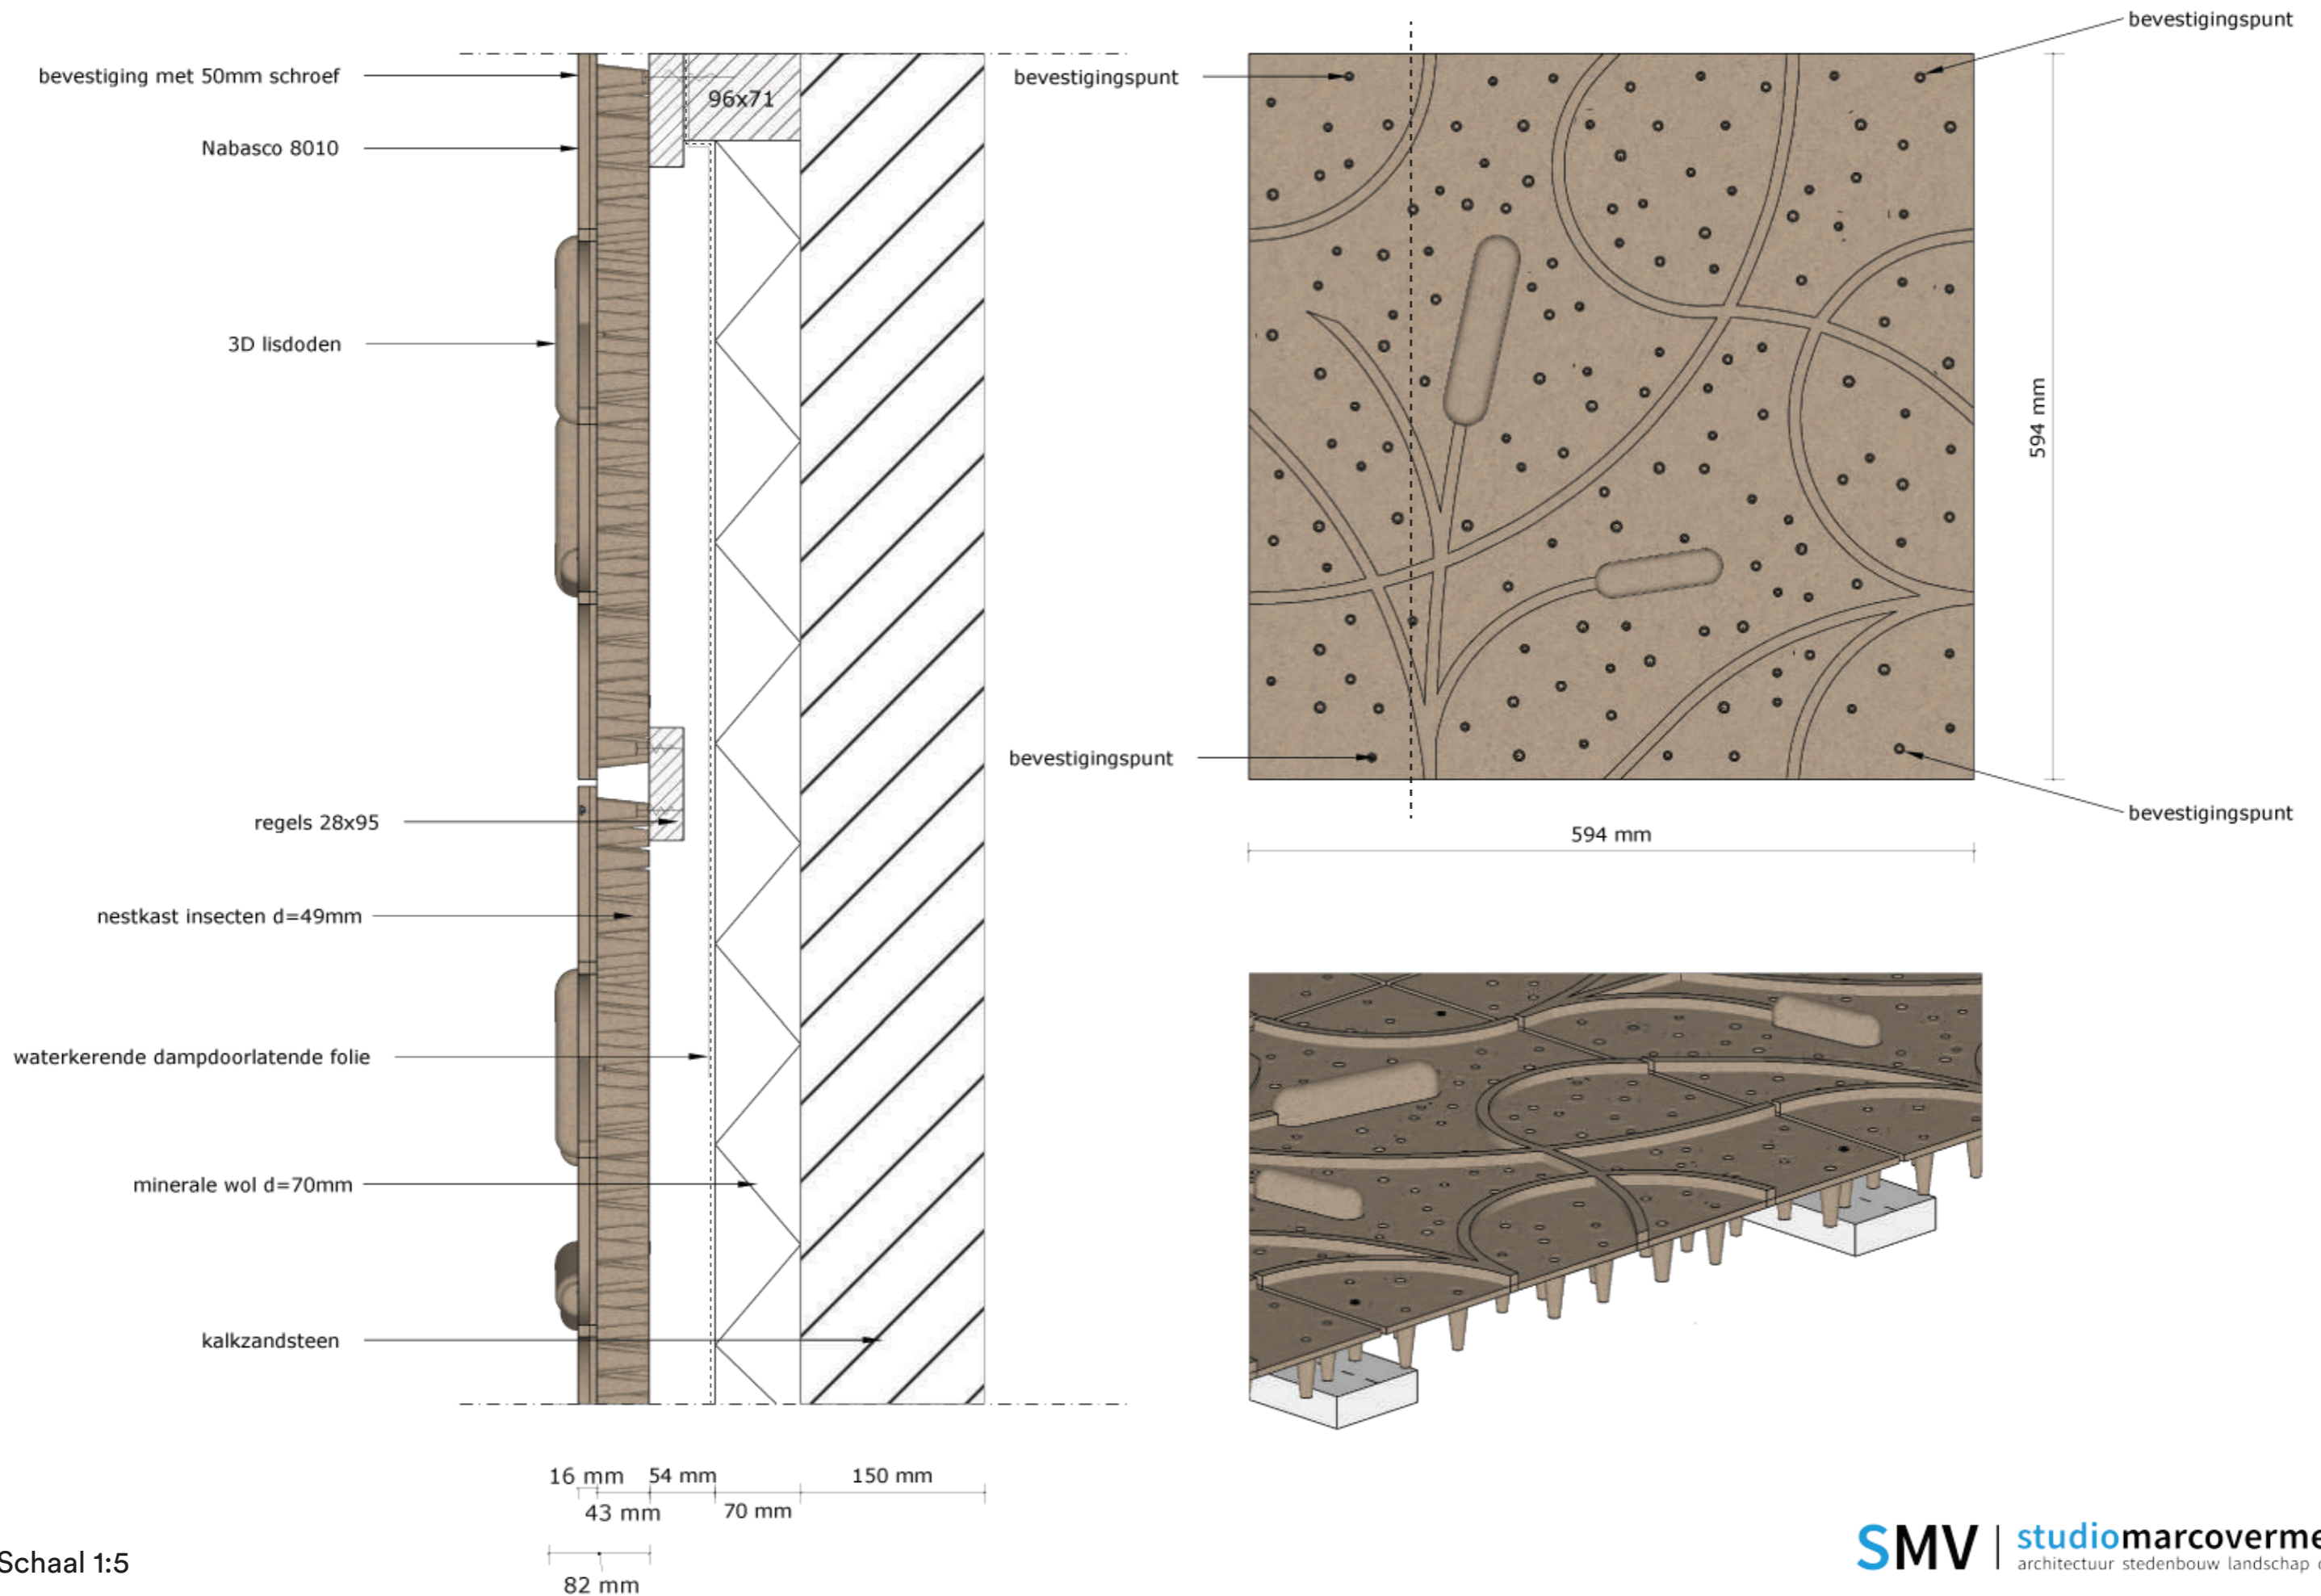 bevestiging met 50mm schroef
Nabasco 8010
3D lisdoden
regels 28x95
nestkast insecten d=49mm
waterkerende dampdoorlatende folie
minerale wol d=70mm
kalkzandsteen
96x71
16 mm
54 mm
150 mm
43 mm
70 mm
82 mm
Schaal 1:5
bevestigingspunt
bevestigingspunt
bevestigingspunt
bevestigingspunt
594 mm
594 mm
SMV
studiomarcoverme
architectuur stedenbouw landschap